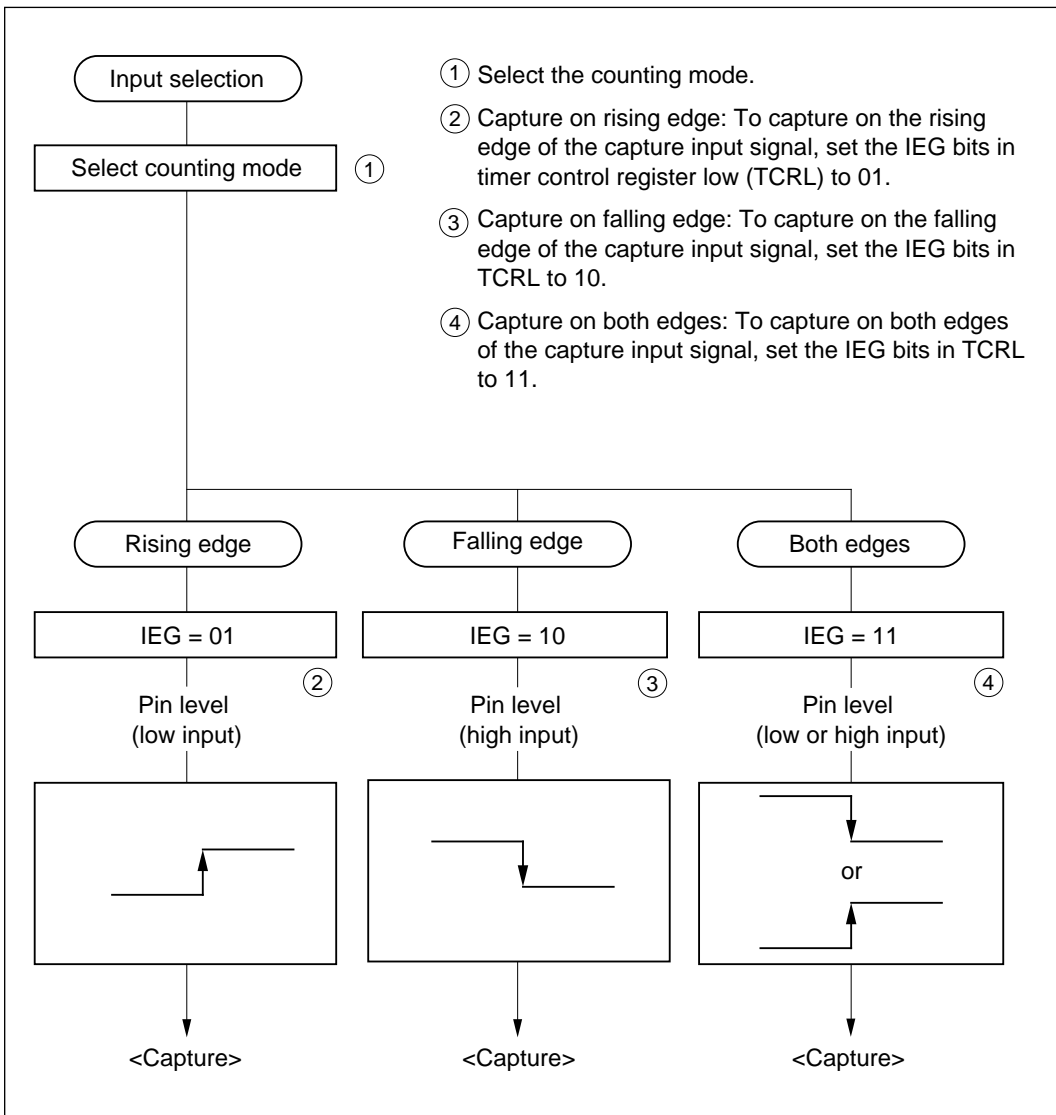 Input selection
Select counting mode
1
1 Select the counting mode.
2 Capture on rising edge: To capture on the rising
edge of the capture input signal, set the IEG bits in
timer control register low (TCRL) to 01.
3 Capture on falling edge: To capture on the falling
edge of the capture input signal, set the IEG bits in
TCRL to 10.
4 Capture on both edges: To capture on both edges
of the capture input signal, set the IEG bits in TCRL
to 11.
Rising edge
Falling edge
Both edges
IEG = 01
IEG = 10
IEG = 11
2
3
4
Pin level
(low input)
Pin level
(high input)
Pin level
(low or high input)
or
<Capture>
<Capture>
<Capture>